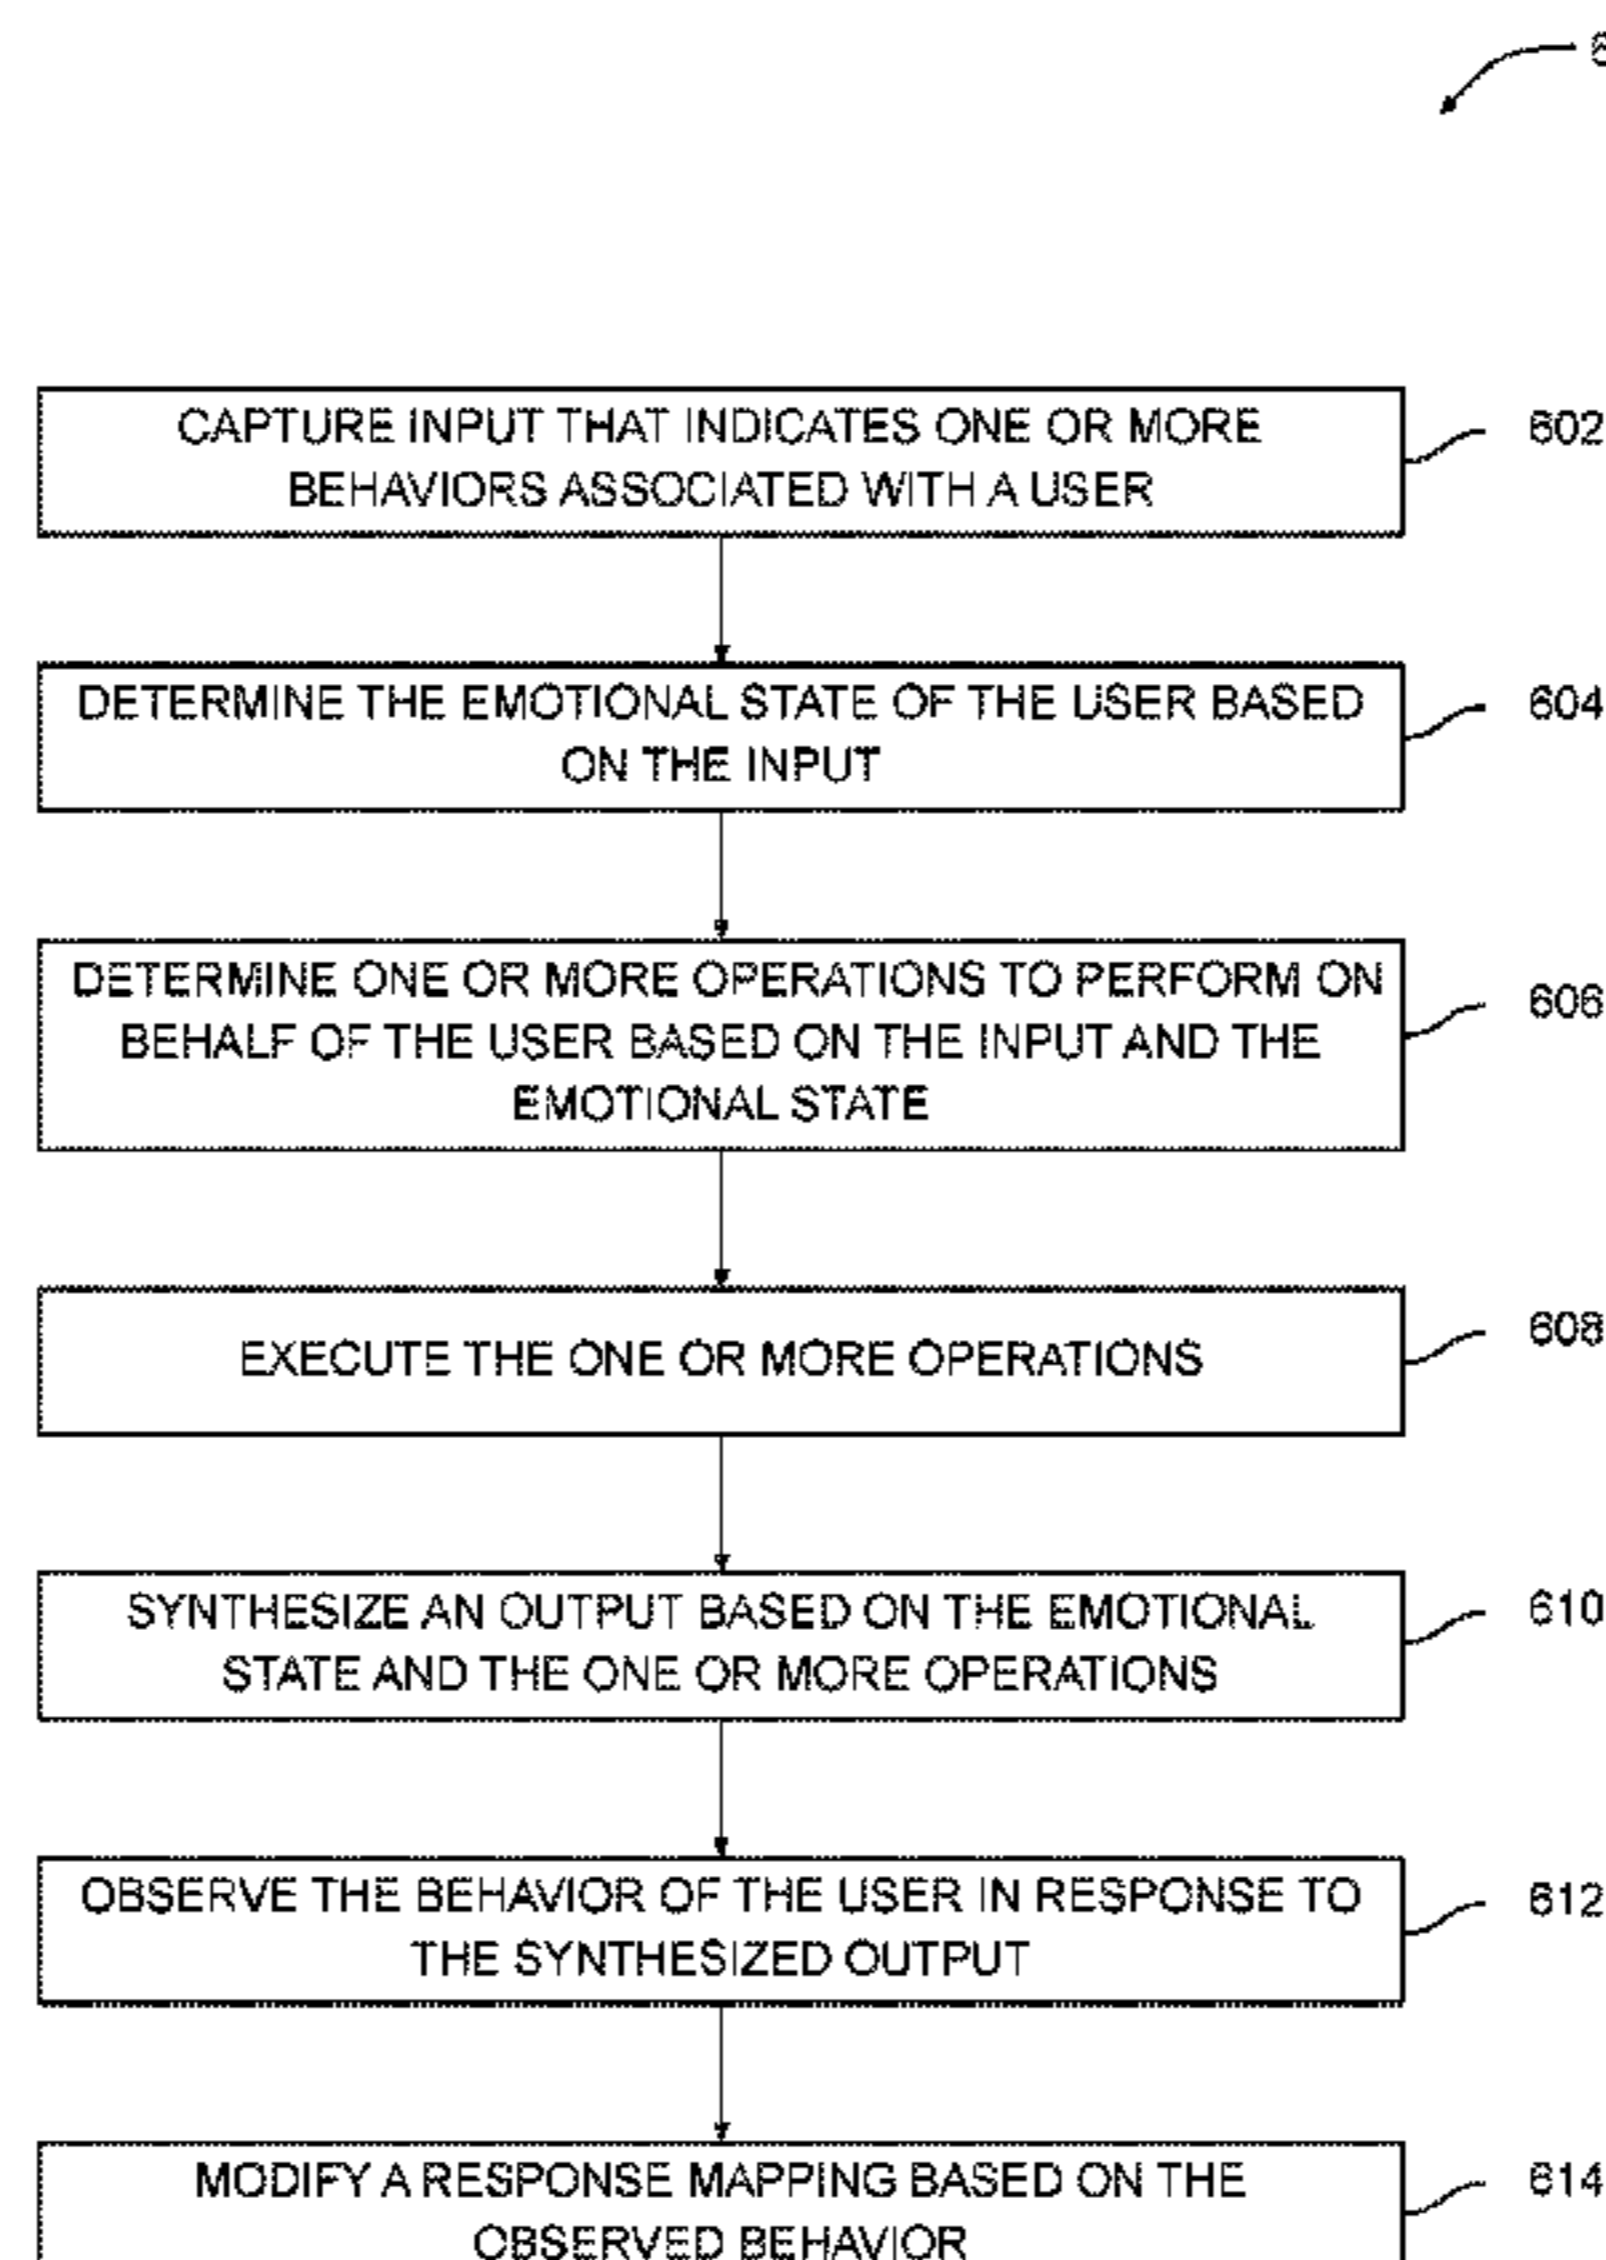 CAPTURE INPUT THAT INDICATES ONE OR MORE
BEHAVIORS ASSOCIATED WITH A USER
602
DETERMINE THE EMOTIONAL STATE OF THE USER BASED
ON THE INPUT
604
DETERMINE ONE OR MORE OPERATIONS TO PERFORM ON
BEHALF OF THE USER BASED ON THE INPUT AND THE
EMOTIONAL STATE
606
EXECUTE THE ONE OR MORE OPERATIONS
608
SYNTHESIZE AN OUTPUT BASED ON THE EMOTIONAL
STATE AND THE ONE OR MORE OPERATIONS
610
OBSERVE THE BEHAVIOR OF THE USER IN RESPONSE TO
THE SYNTHESIZED OUTPUT
612
MODIFY A RESPONSE MAPPING BASED ON THE
OBSERVED BEHAVIOR
614